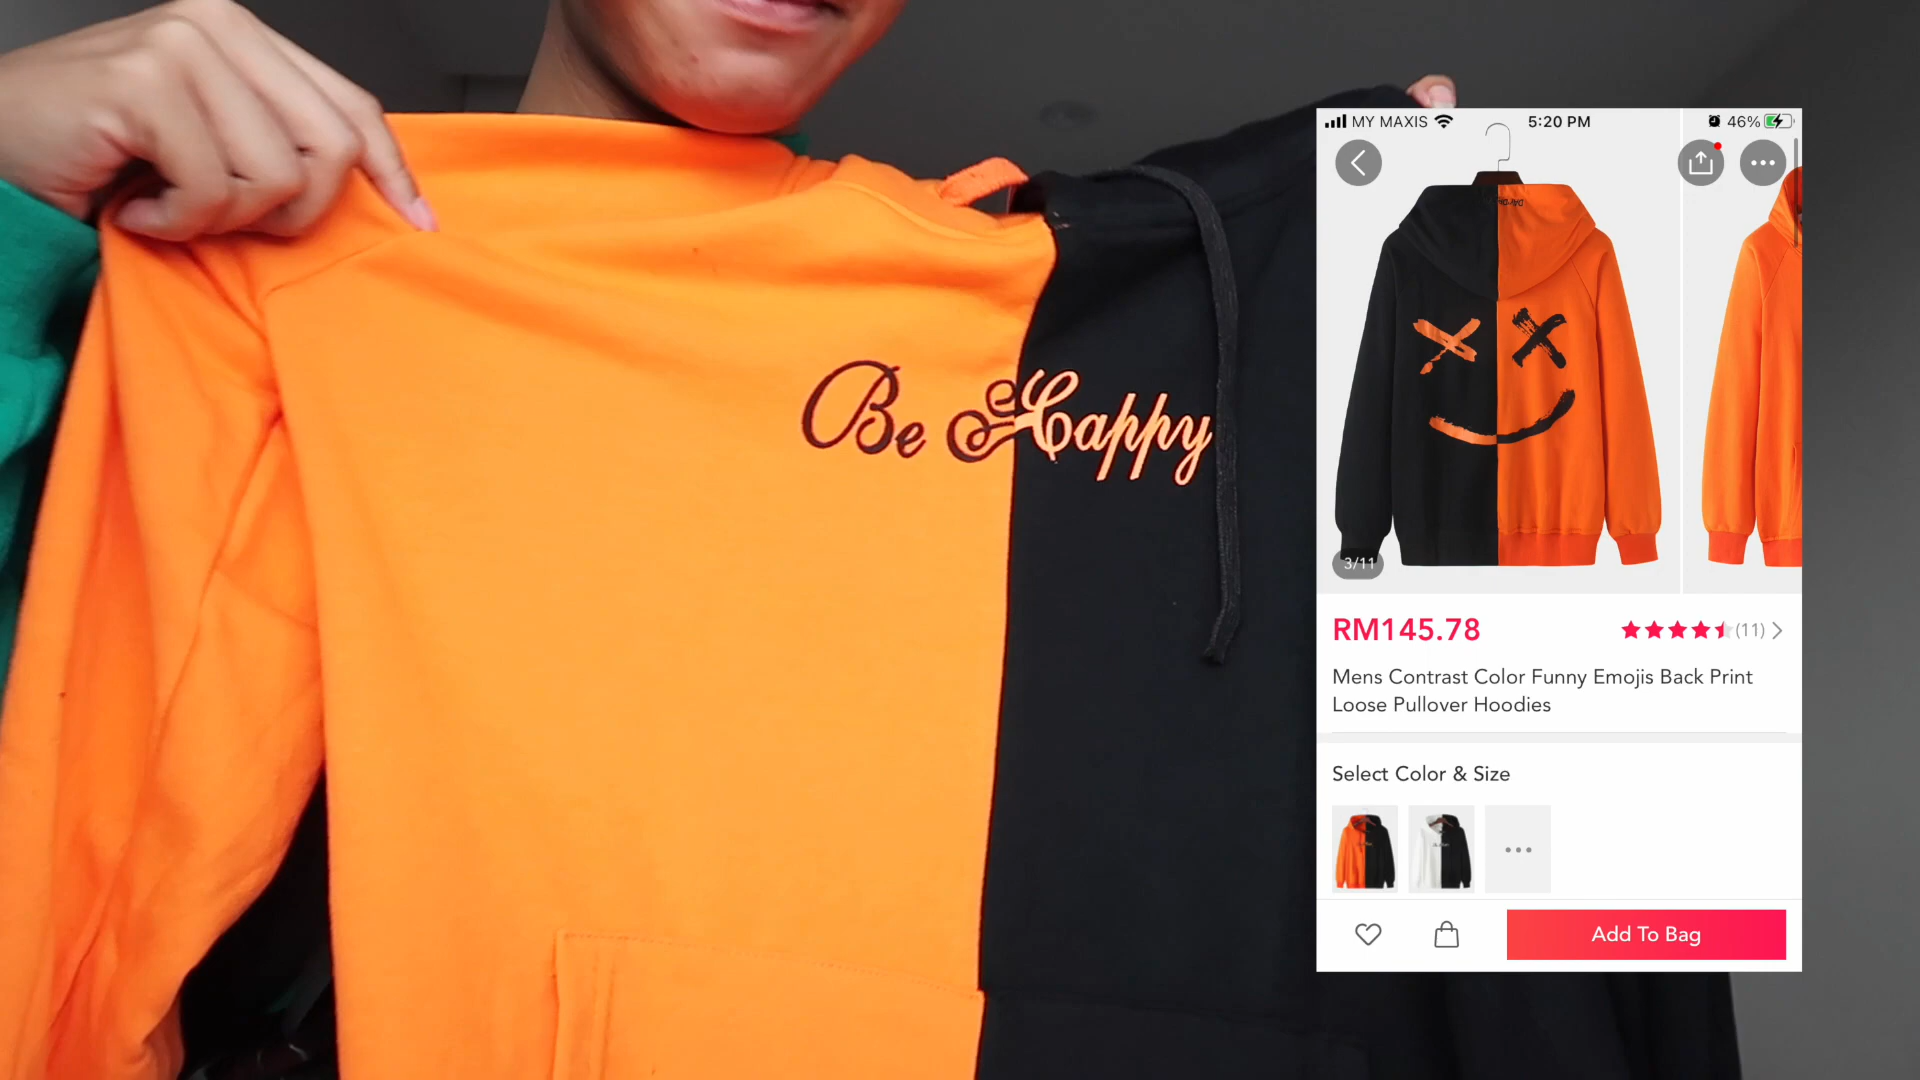 Be Happy
MY MAXIS 5:20 PM 46%
3/11
RM145.78 (11)
Mens Contrast Color Funny Emojis Back Print
Loose Pullover Hoodies
Select Color & Size
Add To Bag